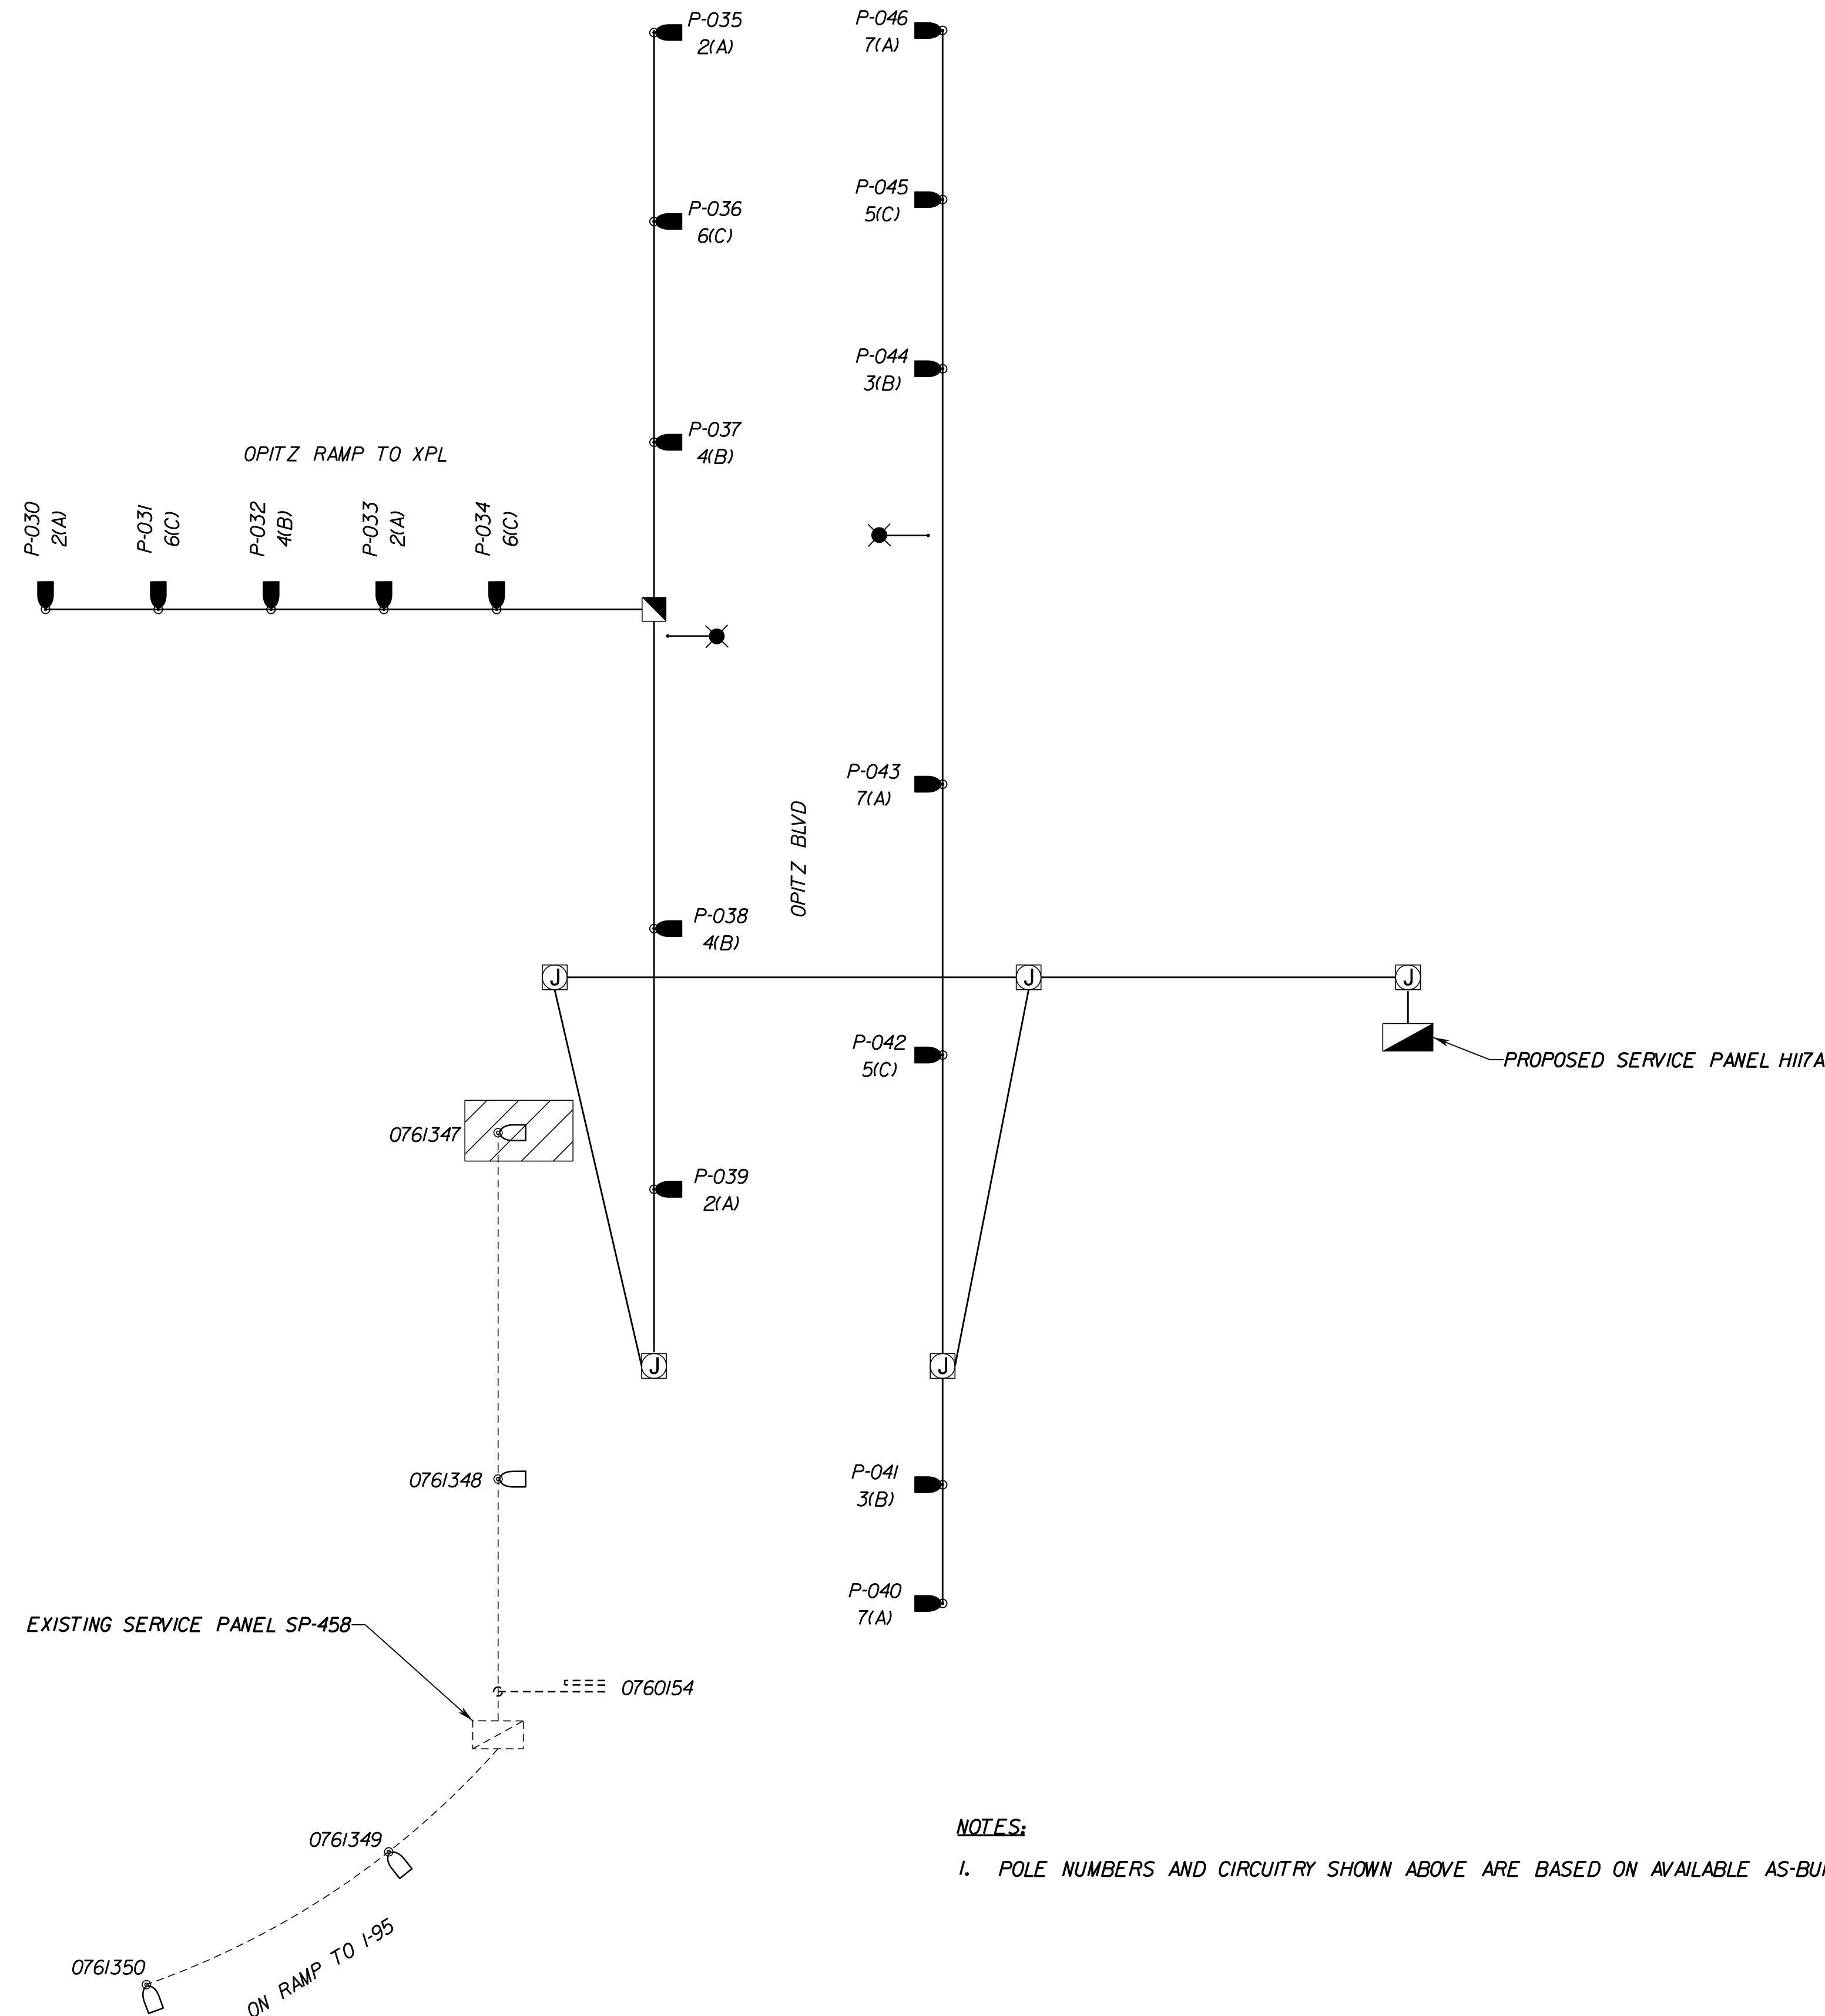 P-035
2(A)
P-046
7(A)
P-036
6(C)
P-045
5(C)
P-044
3(B)
P-037
4(B)
OPITZ RAMP TO XPL
P-030
2(A)
P-031
6(C)
P-032
4(B)
P-033
2(A)
P-034
6(C)
P-043
7(A)
OPITZ BLVD
P-038
4(B)
J
J
J
P-042
5(C)
PROPOSED SERVICE PANEL H117A
0761347
P-039
2(A)
J
J
0761348
P-041
3(B)
P-040
7(A)
EXISTING SERVICE PANEL SP-458
0760154
0761349
0761350
ON RAMP TO I-95
NOTES:
1. POLE NUMBERS AND CIRCUITRY SHOWN ABOVE ARE BASED ON AVAILABLE